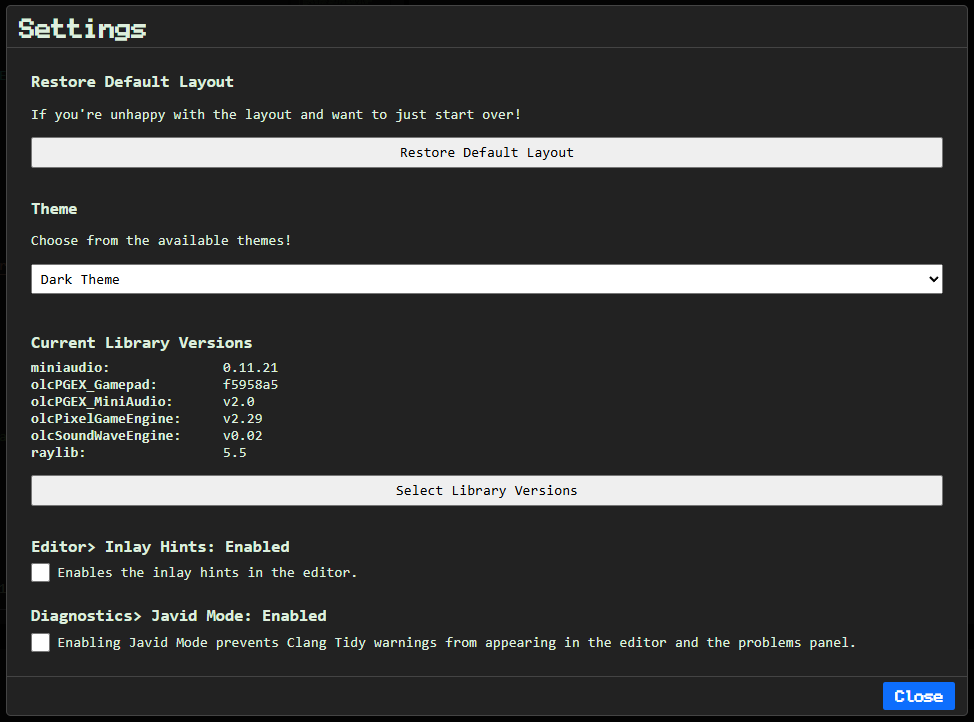 Settings
Restore Default Layout
If you're unhappy with the layout and want to just start over!
Restore Default Layout
Theme
Choose from the available themes!
Dark Theme
Current Library Versions
miniaudio: 0.11.21
olcPGEX_Gamepad: f5958a5
olcPGEX_MiniAudio: v2.0
olcPixelGameEngine: v2.29
olcSoundWaveEngine: v0.02
raylib: 5.5
Select Library Versions
Editor> Inlay Hints: Enabled
Enables the inlay hints in the editor.
Diagnostics> Javid Mode: Enabled
Enabling Javid Mode prevents Clang Tidy warnings from appearing in the editor and the problems panel.
Close